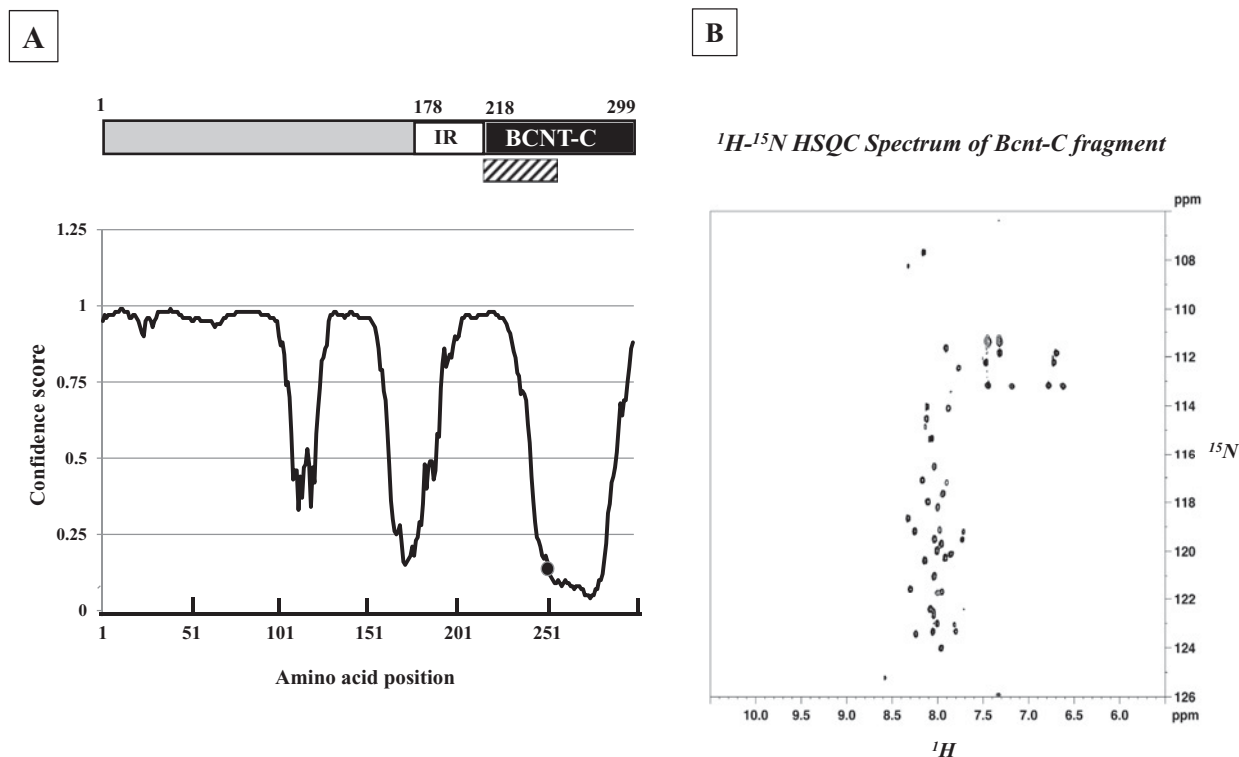 A
1 178 218 299
IR BCNT-C
1.25
1
0.75
0.5
0.25
0
Confidence score
1 51 101 151 201 251
Amino acid position
B
¹H-¹⁵N HSQC Spectrum of Bcnt-C fragment
ppm
108
110
112
114
116
118
120
122
124
126
¹⁵N
10.0 9.5 9.0 8.5 8.0 7.5 7.0 6.5 6.0 ppm
¹H